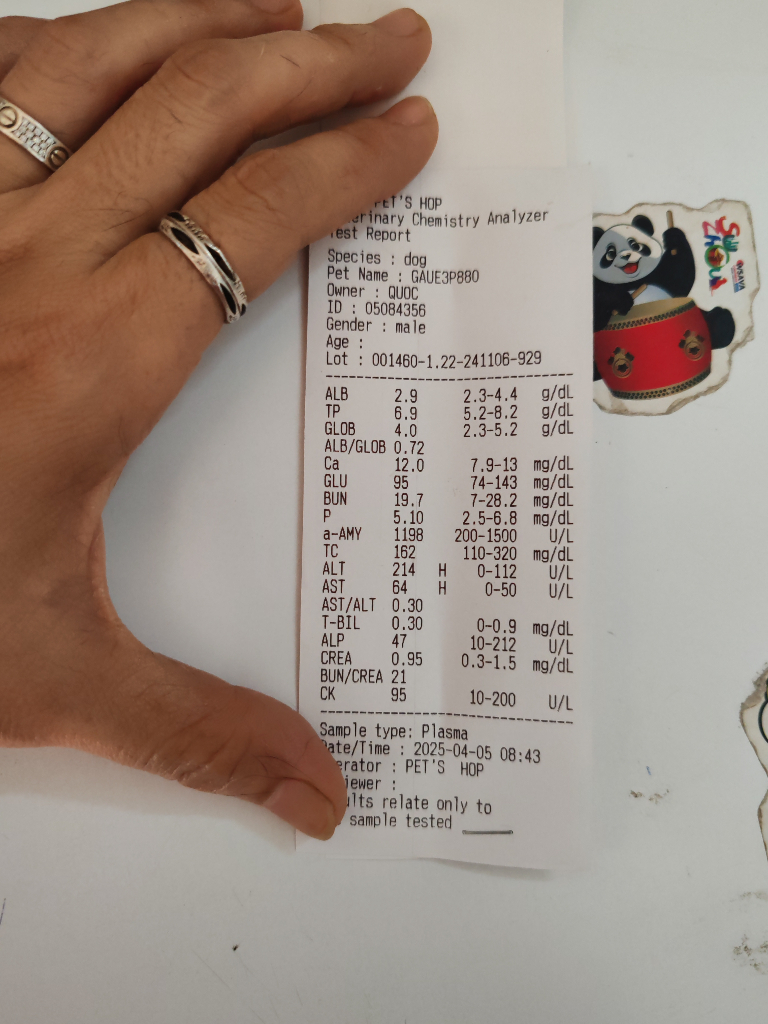 PET'S HOP
Chemistry Analyzer
Test Report
Species : dog
Pet Name : GAUE3P880
Owner : QUOC
ID : 05084356
Gender : male
Age :
Lot : 001460-1.22-241106-929
ALB 2.9 2.3-4.4 g/dL
TP 6.9 5.2-8.2 g/dL
GLOB 4.0 2.3-5.2 g/dL
ALB/GLOB 0.72
Ca 12.0 7.9-13 mg/dL
GLU 95 74-143 mg/dL
BUN 19.7 7-28.2 mg/dL
P 5.10 2.5-6.8 mg/dL
a-AMY 1198 200-1500 U/L
TC 162 110-320 mg/dL
ALT 214 H 0-112 U/L
AST 64 H 0-50 U/L
AST/ALT 0.30
T-BIL 0.30 0-0.9 mg/dL
ALP 47 10-212 U/L
CREA 0.95 0.3-1.5 mg/dL
BUN/CREA 21
CK 95 10-200 U/L
Sample type: Plasma
Date/Time : 2025-04-05 08:43
erator : PET'S HOP
iewer :
ults relate only to
sample tested
SUZHOU